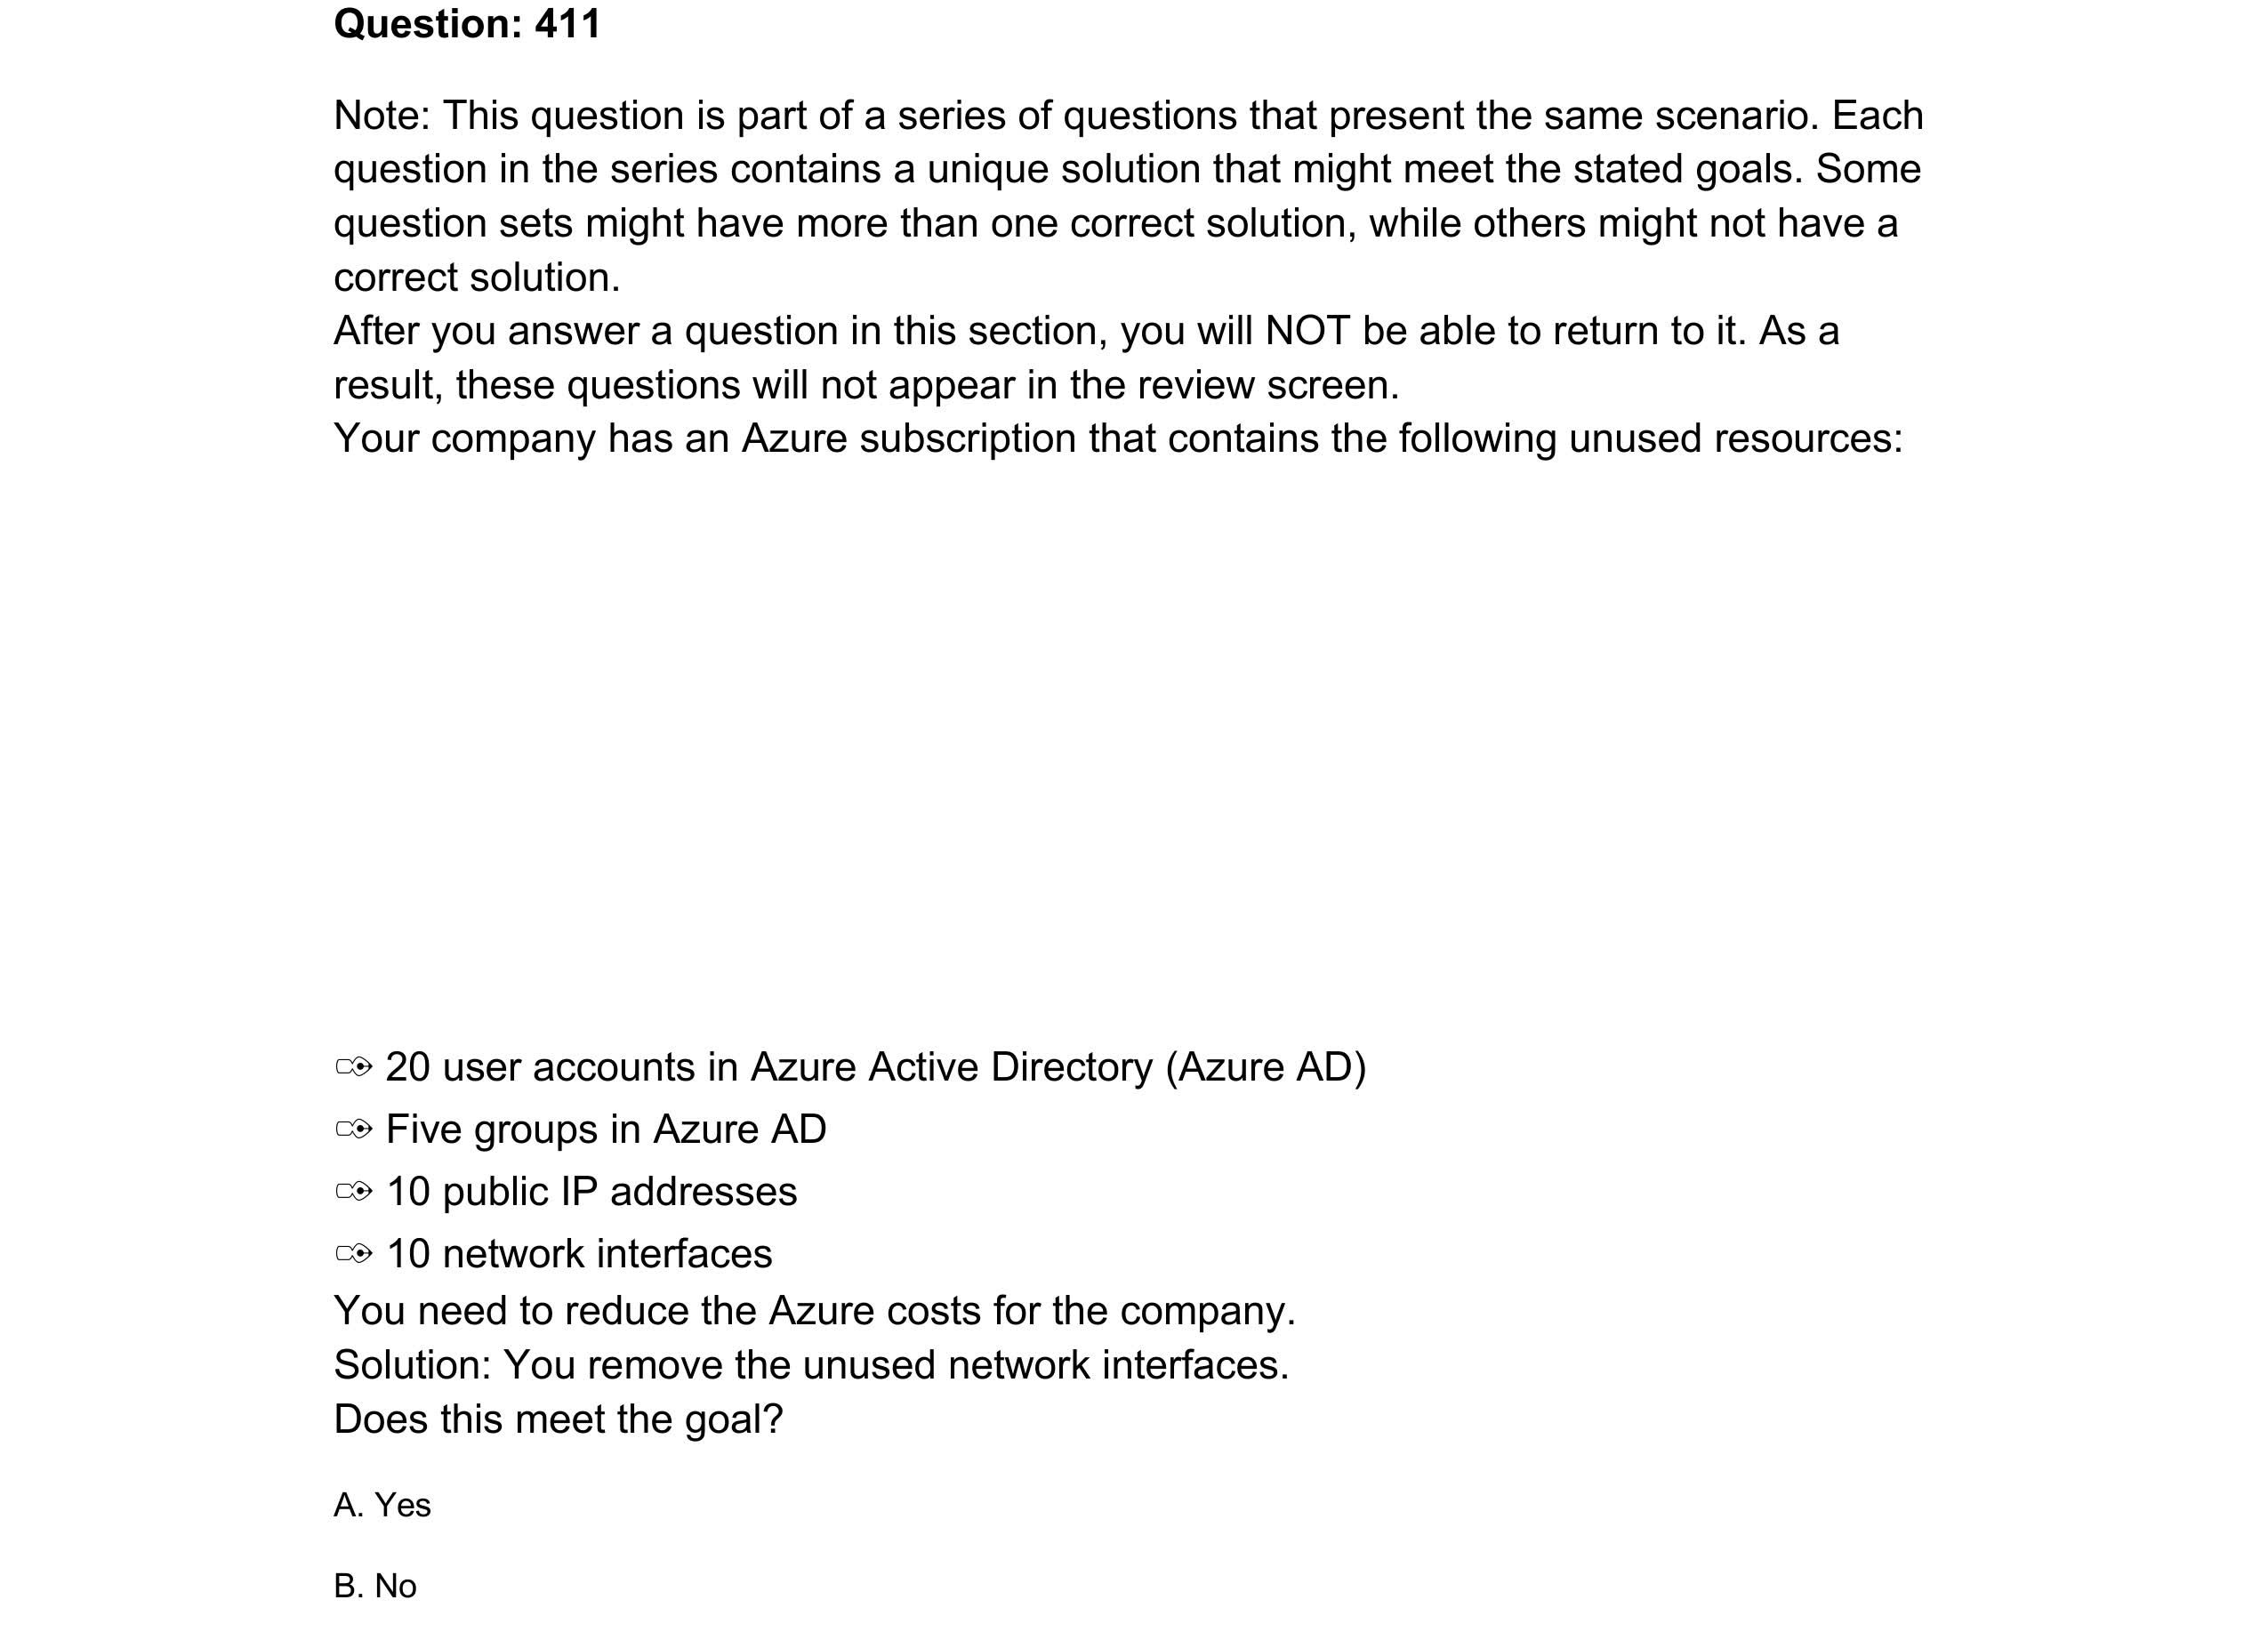 Question: 411
Note: This question is part of a series of questions that present the same scenario. Each
question in the series contains a unique solution that might meet the stated goals. Some
question sets might have more than one correct solution, while others might not have a
correct solution.
After you answer a question in this section, you will NOT be able to return to it. As a
result, these questions will not appear in the review screen.
Your company has an Azure subscription that contains the following unused resources:
✑ 20 user accounts in Azure Active Directory (Azure AD)
✑ Five groups in Azure AD
✑ 10 public IP addresses
✑ 10 network interfaces
You need to reduce the Azure costs for the company.
Solution: You remove the unused network interfaces.
Does this meet the goal?
A. Yes
B. No